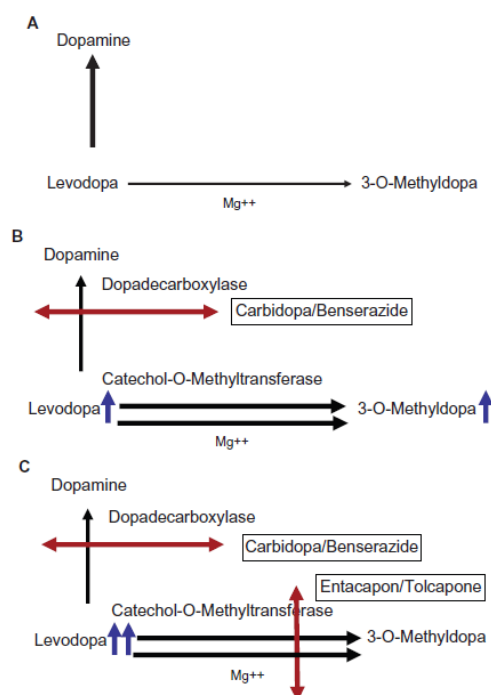 A
Dopamine
Levodopa
3-O-Methyldopa
Mg++
B
Dopamine
Dopadecarboxylase
Carbidopa/Benserazide
Catechol-O-Methyltransferase
Levodopa
3-O-Methyldopa
Mg++
C
Dopamine
Dopadecarboxylase
Carbidopa/Benserazide
Entacapon/Tolcapone
Catechol-O-Methyltransferase
Levodopa
3-O-Methyldopa
Mg++